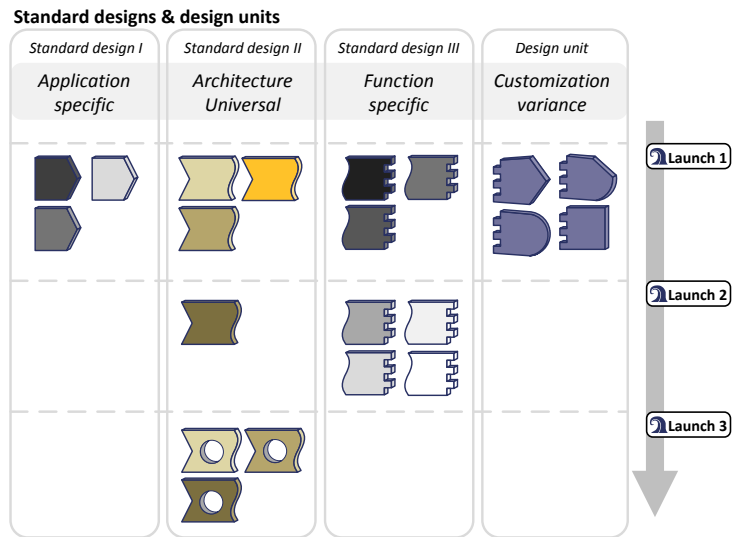 Standard designs & design units
Standard design I
Standard design II
Standard design III
Design unit
Application
specific
Architecture
Universal
Function
specific
Customization
variance
Launch 1
Launch 2
Launch 3